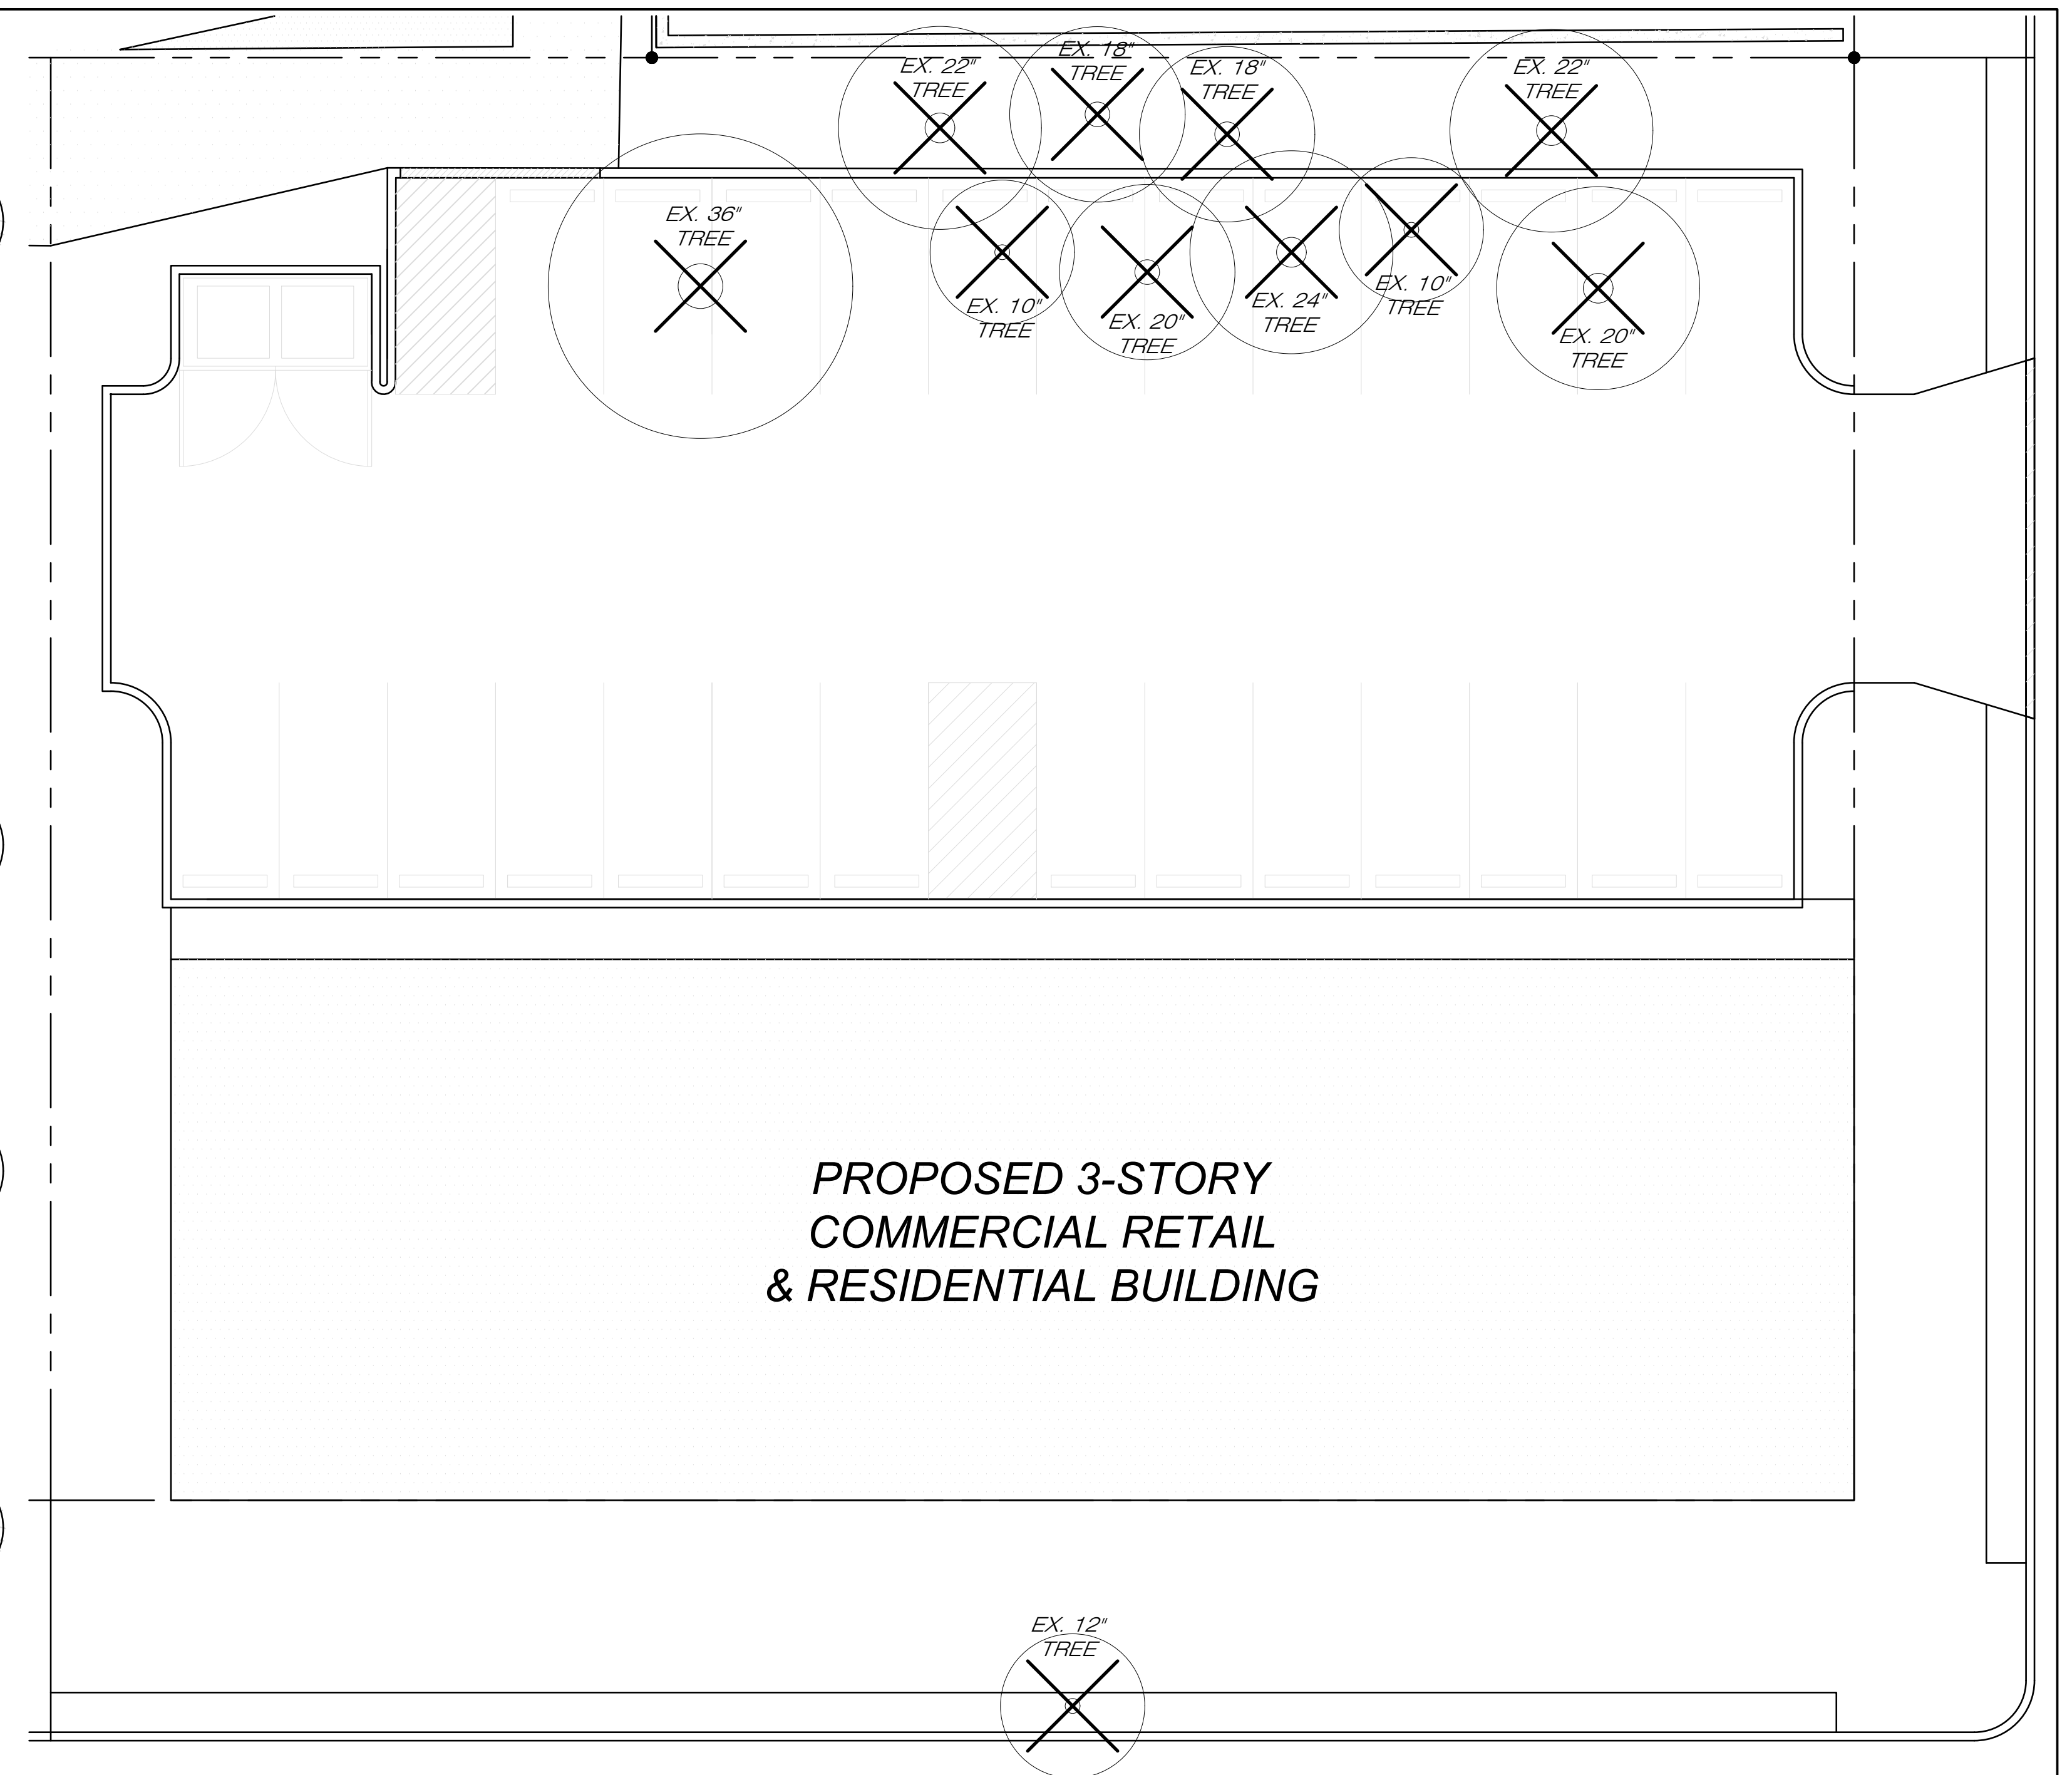 EX. 22"
TREE
EX. 18"
TREE
EX. 18"
TREE
EX. 22"
TREE
EX. 36"
TREE
EX. 10"
TREE
EX. 20"
TREE
EX. 24"
TREE
EX. 10"
TREE
EX. 20"
TREE
PROPOSED 3-STORY
COMMERCIAL RETAIL
& RESIDENTIAL BUILDING
EX. 12"
TREE